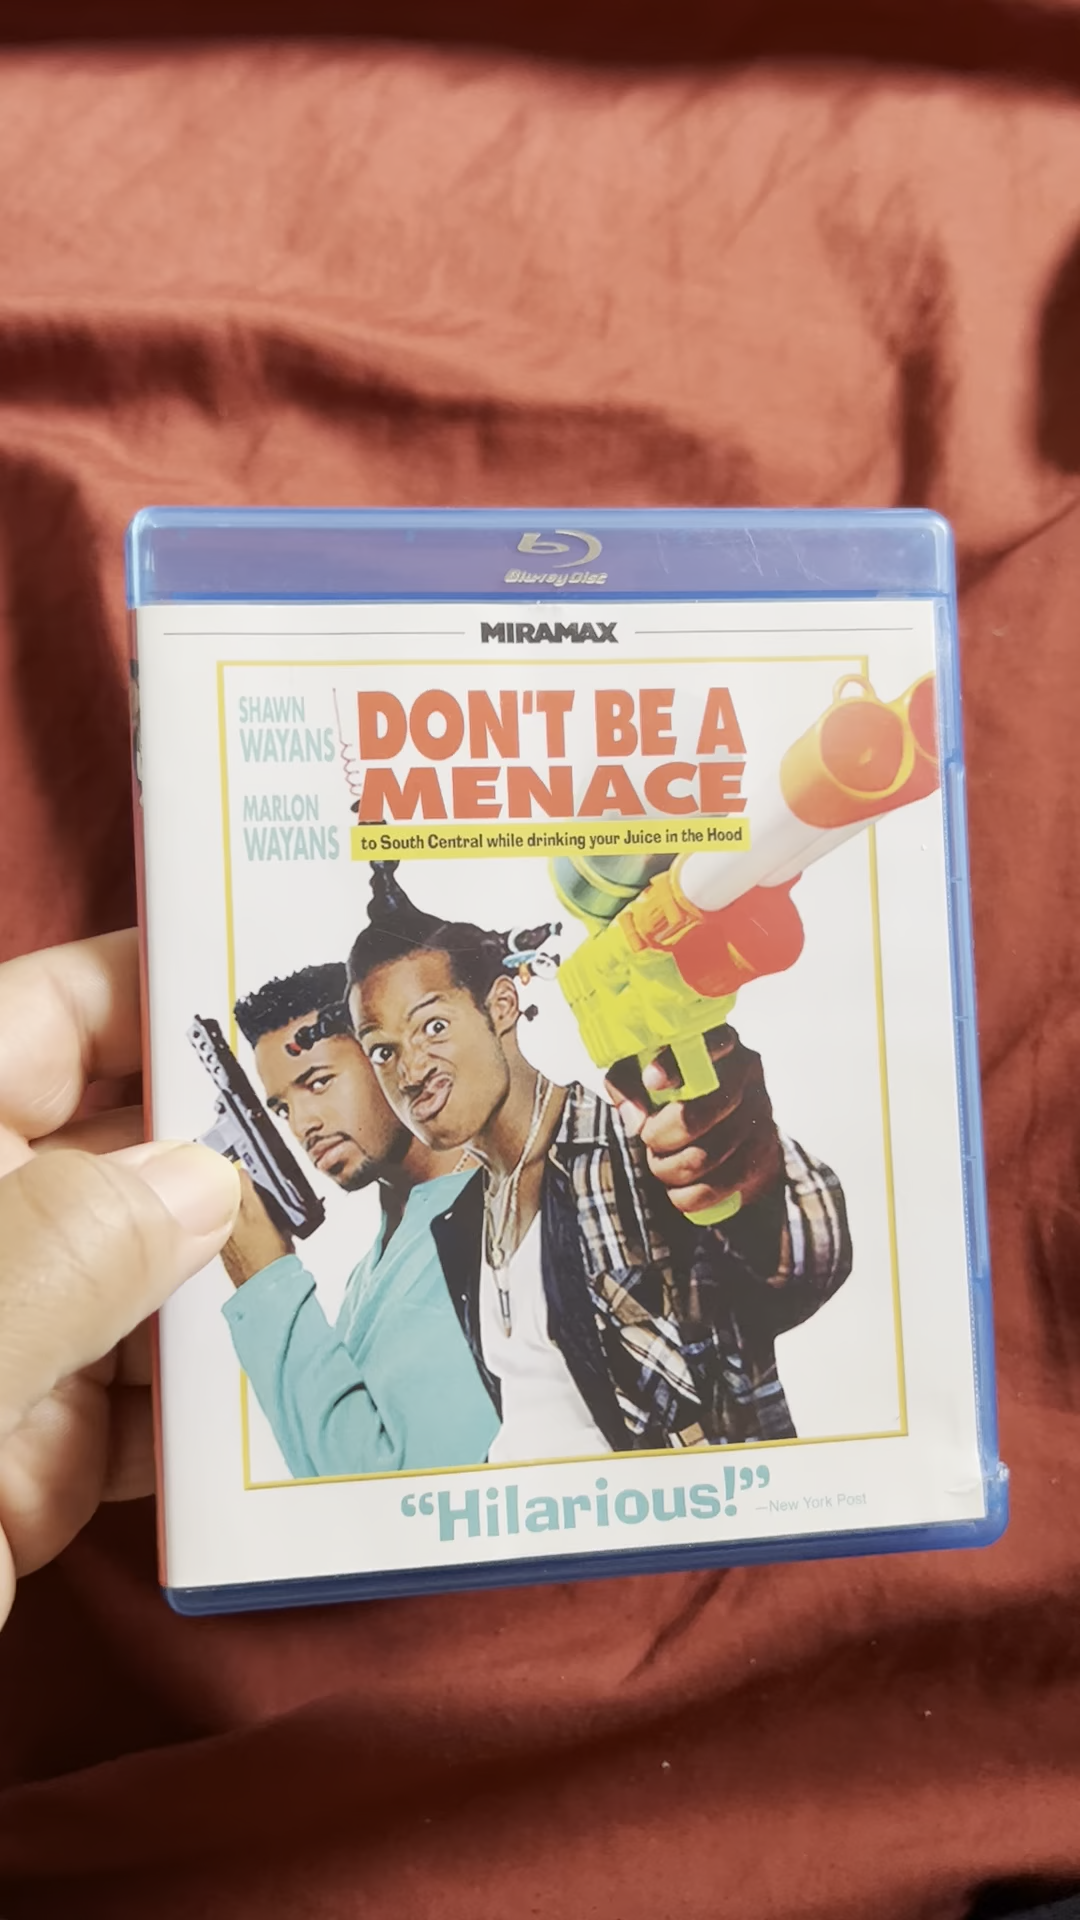 Blu-ray Disc
MIRAMAX
SHAWN
WAYANS
MARLON
WAYANS
DON'T BE A
MENACE
to South Central while drinking your Juice in the Hood
“Hilarious!”
—New York Post